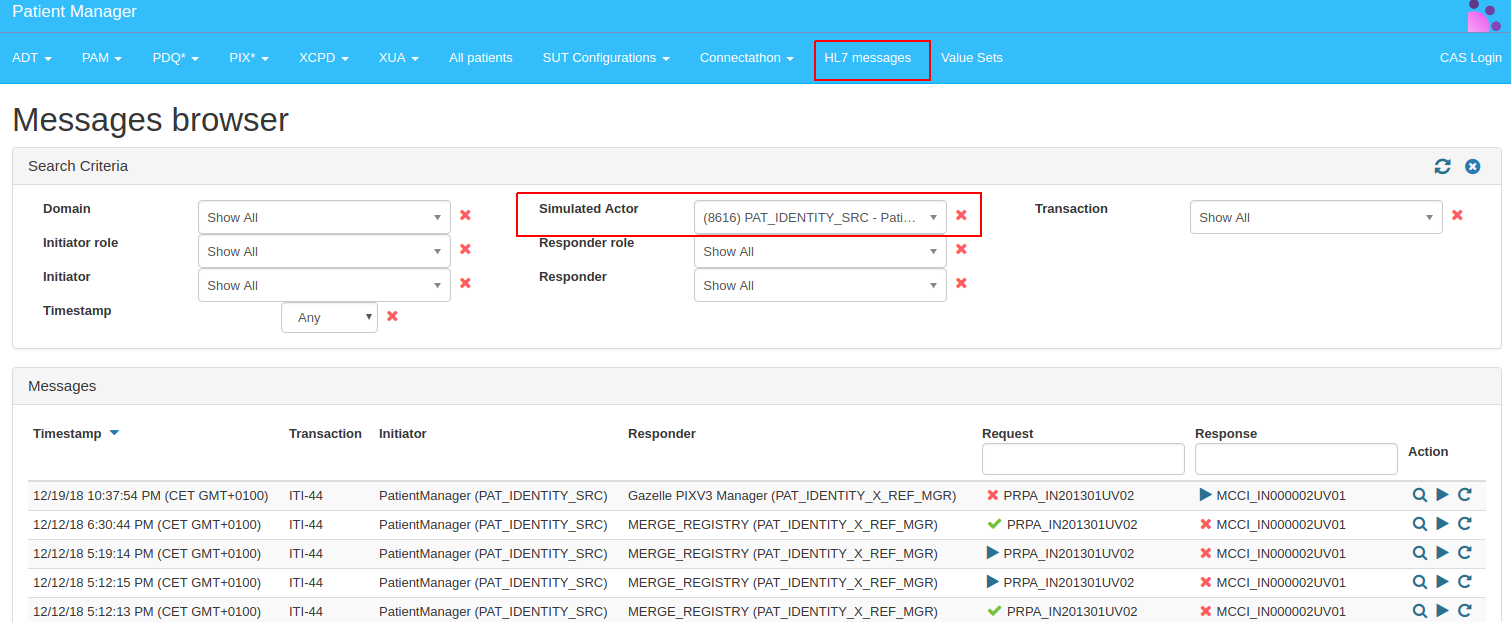 Patient Manager
ADT PAM PDQ* PIX* XCPD XUA All patients SUT Configurations Connectathon HL7 messages Value Sets CAS Login
Messages browser
Search Criteria
Domain Show All Simulated Actor (8616) PAT_IDENTITY_SRC - Pati... Transaction Show All
Initiator role Show All Responder role Show All
Initiator Show All Responder Show All
Timestamp Any
Messages
Timestamp Transaction Initiator Responder Request Response Action
12/19/18 10:37:54 PM (CET GMT+0100) ITI-44 PatientManager (PAT_IDENTITY_SRC) Gazelle PIXV3 Manager (PAT_IDENTITY_X_REF_MGR) PRPA_IN201301UV02 MCCI_IN000002UV01
12/12/18 6:30:44 PM (CET GMT+0100) ITI-44 PatientManager (PAT_IDENTITY_SRC) MERGE_REGISTRY (PAT_IDENTITY_X_REF_MGR) PRPA_IN201301UV02 MCCI_IN000002UV01
12/12/18 5:19:14 PM (CET GMT+0100) ITI-44 PatientManager (PAT_IDENTITY_SRC) MERGE_REGISTRY (PAT_IDENTITY_X_REF_MGR) PRPA_IN201301UV02 MCCI_IN000002UV01
12/12/18 5:12:15 PM (CET GMT+0100) ITI-44 PatientManager (PAT_IDENTITY_SRC) MERGE_REGISTRY (PAT_IDENTITY_X_REF_MGR) PRPA_IN201301UV02 MCCI_IN000002UV01
12/12/18 5:12:13 PM (CET GMT+0100) ITI-44 PatientManager (PAT_IDENTITY_SRC) MERGE_REGISTRY (PAT_IDENTITY_X_REF_MGR) PRPA_IN201301UV02 MCCI_IN000002UV01